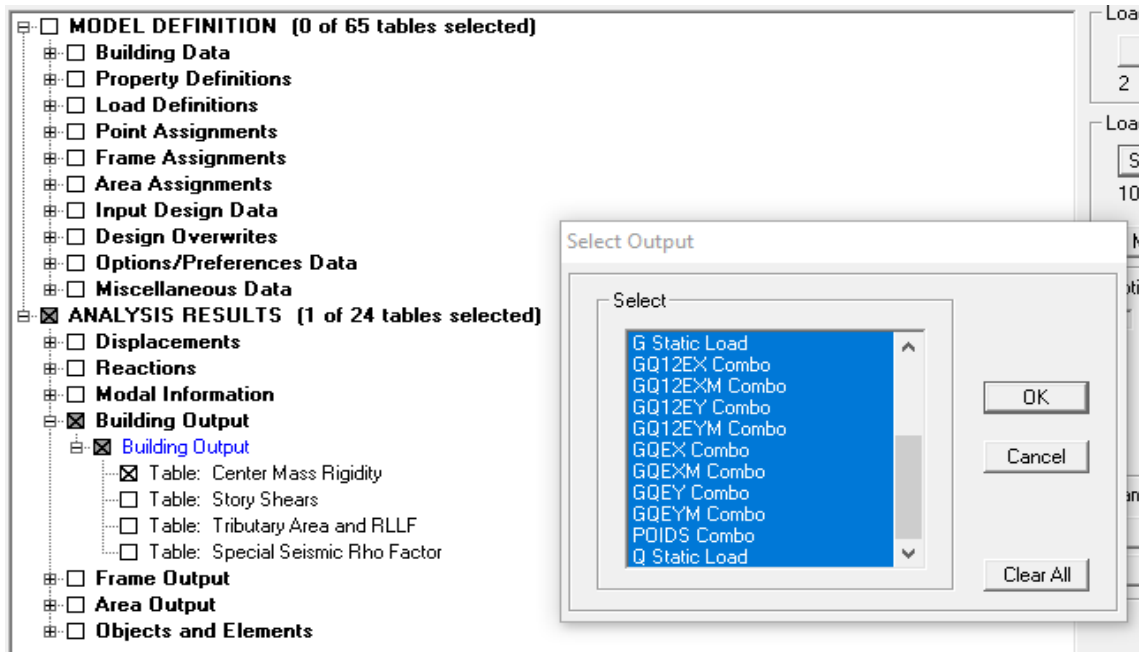 MODEL DEFINITION (0 of 65 tables selected)
Building Data
Property Definitions
Load Definitions
Point Assignments
Frame Assignments
Area Assignments
Input Design Data
Design Overwrites
Options/Preferences Data
Miscellaneous Data
ANALYSIS RESULTS (1 of 24 tables selected)
Displacements
Reactions
Modal Information
Building Output
Building Output
Table: Center Mass Rigidity
Table: Story Shears
Table: Tributary Area and RLLF
Table: Special Seismic Rho Factor
Frame Output
Area Output
Objects and Elements
Select Output
Select
G Static Load
GQ12EX Combo
GQ12EXM Combo
GQ12EY Combo
GQ12EYM Combo
GQEX Combo
GQEXM Combo
GQEY Combo
GQEYM Combo
POIDS Combo
Q Static Load
OK
Cancel
Clear All
Loa
2
Loa
S
10